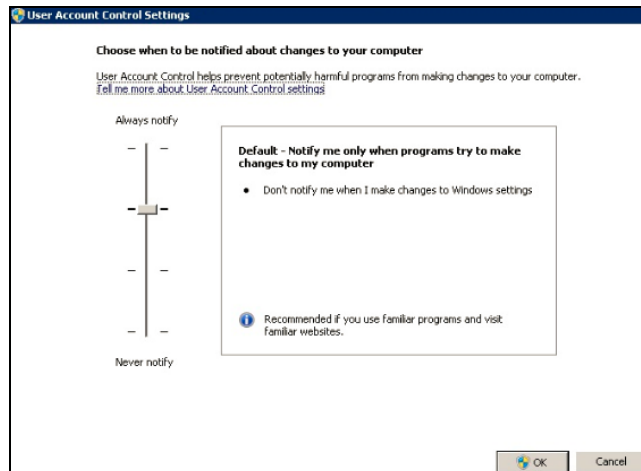 User Account Control Settings
Choose when to be notified about changes to your computer
User Account Control helps prevent potentially harmful programs from making changes to your computer.
Tell me more about User Account Control settings
Always notify
Default - Notify me only when programs try to make
changes to my computer
• Don't notify me when I make changes to Windows settings
Recommended if you use familiar programs and visit
familiar websites.
Never notify
OK
Cancel